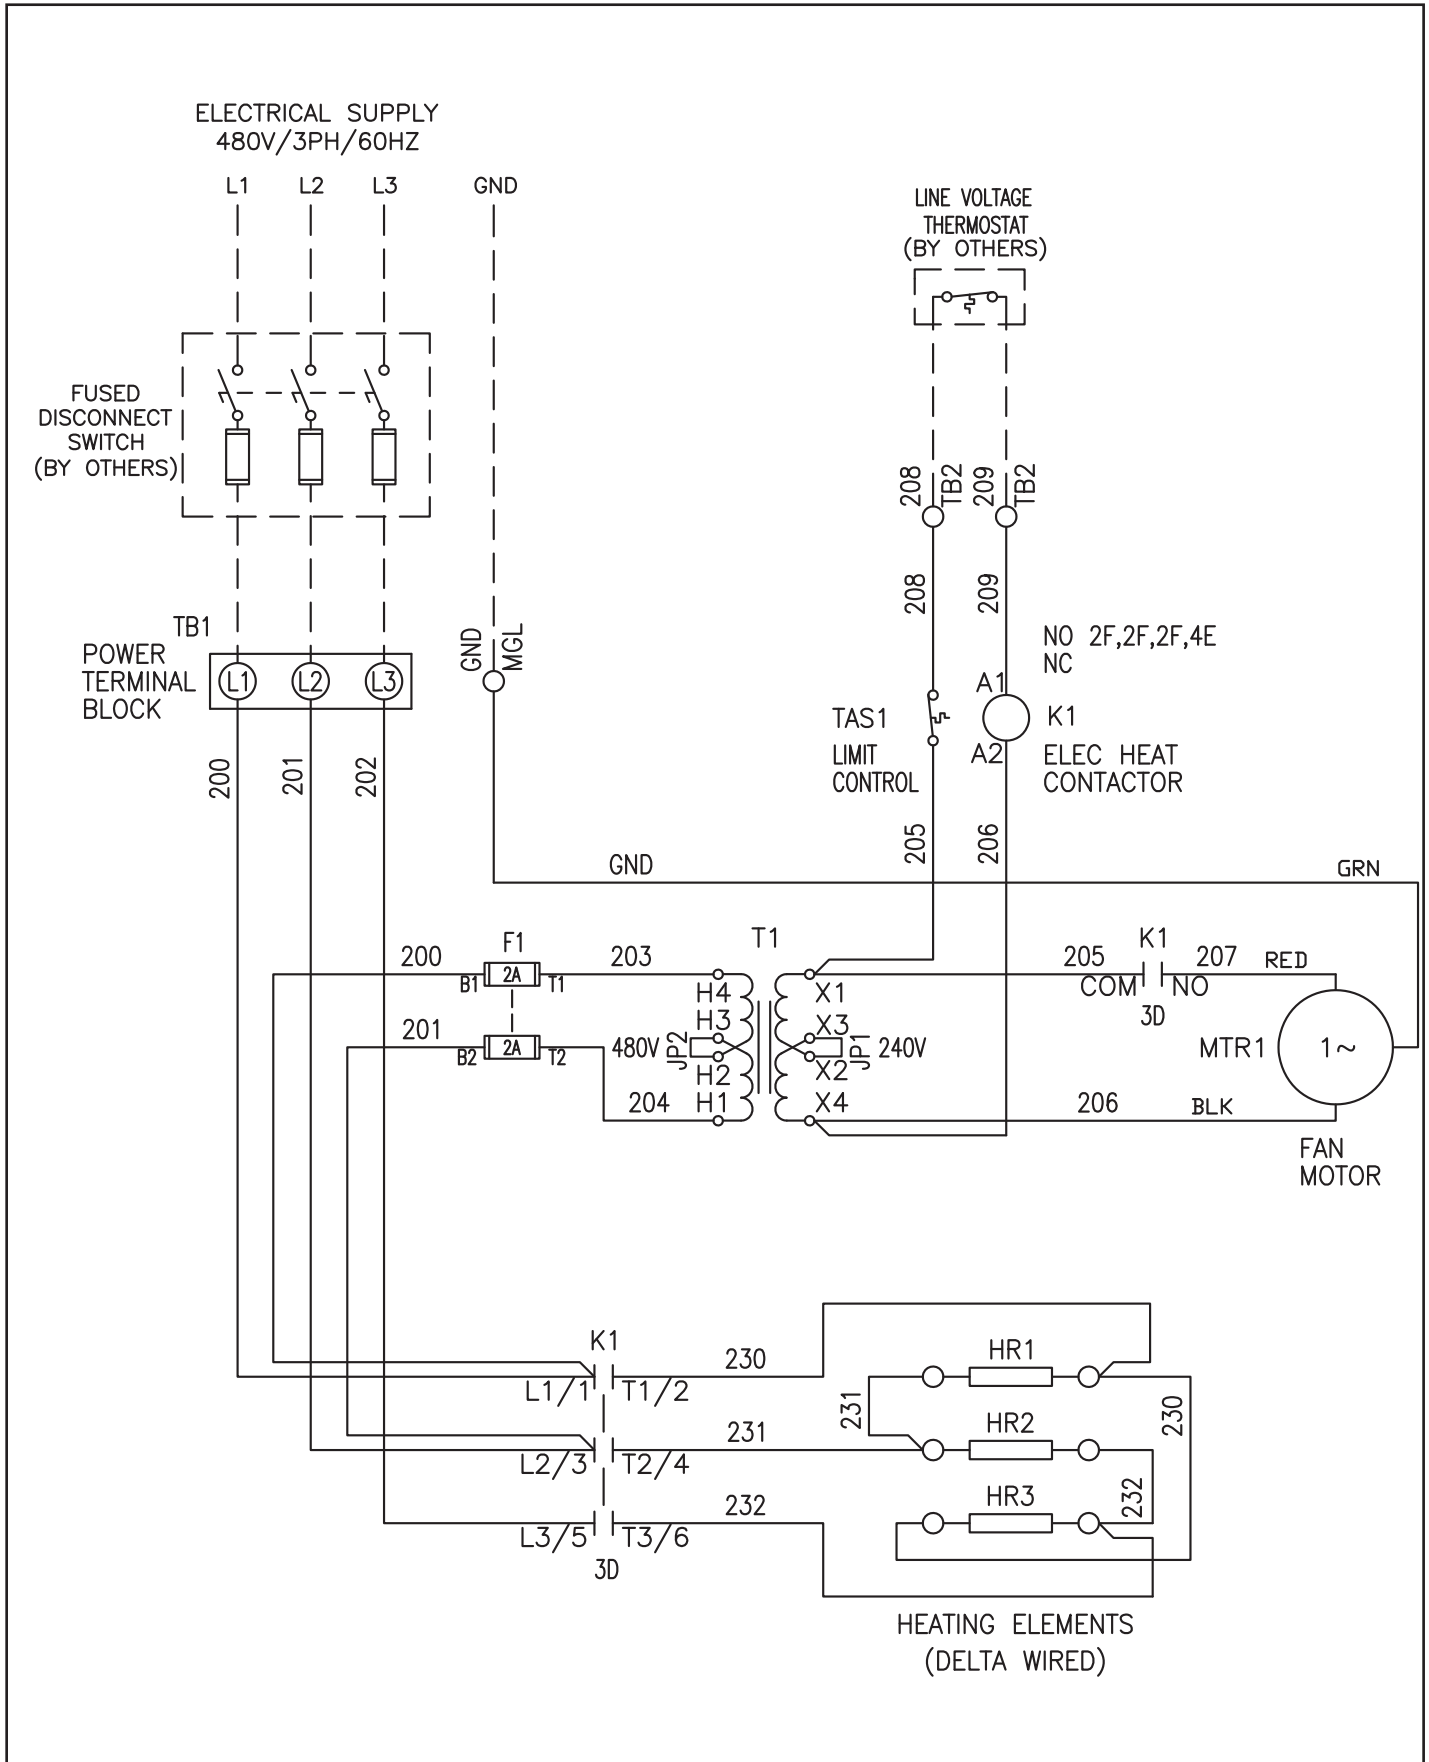 ELECTRICAL SUPPLY
480V/3PH/60HZ
L1 L2 L3 GND
LINE VOLTAGE
THERMOSTAT
(BY OTHERS)
FUSED
DISCONNECT
SWITCH
(BY OTHERS)
208 TB2 209 TB2
208 209
TB1
POWER
TERMINAL
BLOCK
L1 L2 L3
GND MGL
NO 2F,2F,2F,4E
NC
A1
TAS1
K1
LIMIT
CONTROL
A2
ELEC HEAT
CONTACTOR
200 201 202
205 206
GND
GRN
200 F1 203
B1 2A T1
201
B2 2A T2
204
T1
H4
H3
480V JP2
H2
H1
X1
X3
JP1 240V
X2
X4
205 K1 207 RED
COM NO
3D
MTR1 1~
206 BLK
FAN
MOTOR
K1
230
L1/1 T1/2
231
L2/3 T2/4
232
L3/5 T3/6
3D
HR1
231 230
HR2
232
HR3
HEATING ELEMENTS
(DELTA WIRED)